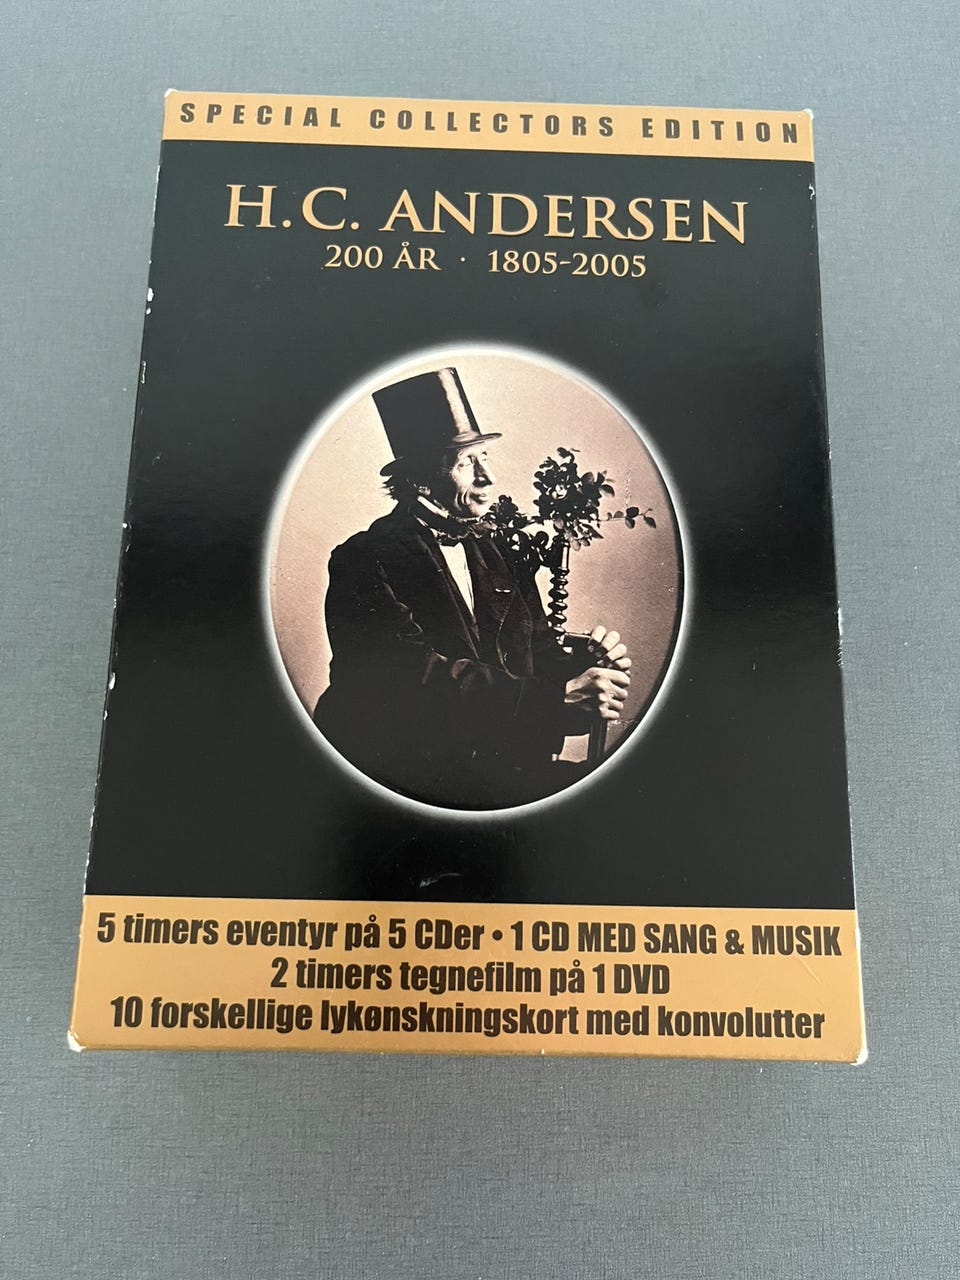 SPECIAL COLLECTORS EDITION
H.C. ANDERSEN
200 ÅR · 1805-2005
5 timers eventyr på 5 CDer • 1 CD MED SANG & MUSIK
2 timers tegnefilm på 1 DVD
10 forskellige lykønskningskort med konvolutter